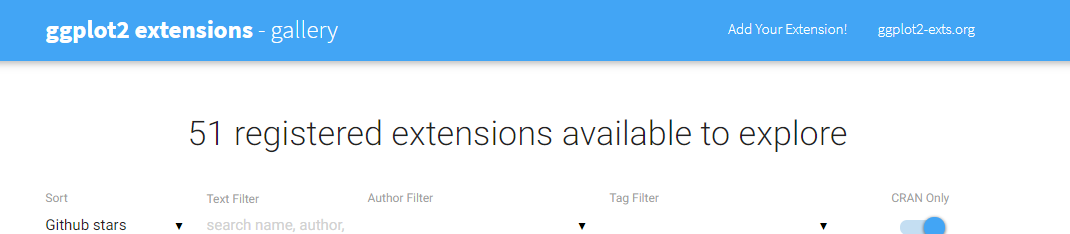 ggplot2 extensions - gallery Add Your Extension! ggplot2-exts.org
51 registered extensions available to explore
Sort Text Filter Author Filter Tag Filter CRAN Only
Github stars ▼ search name, author, ▼ ▼